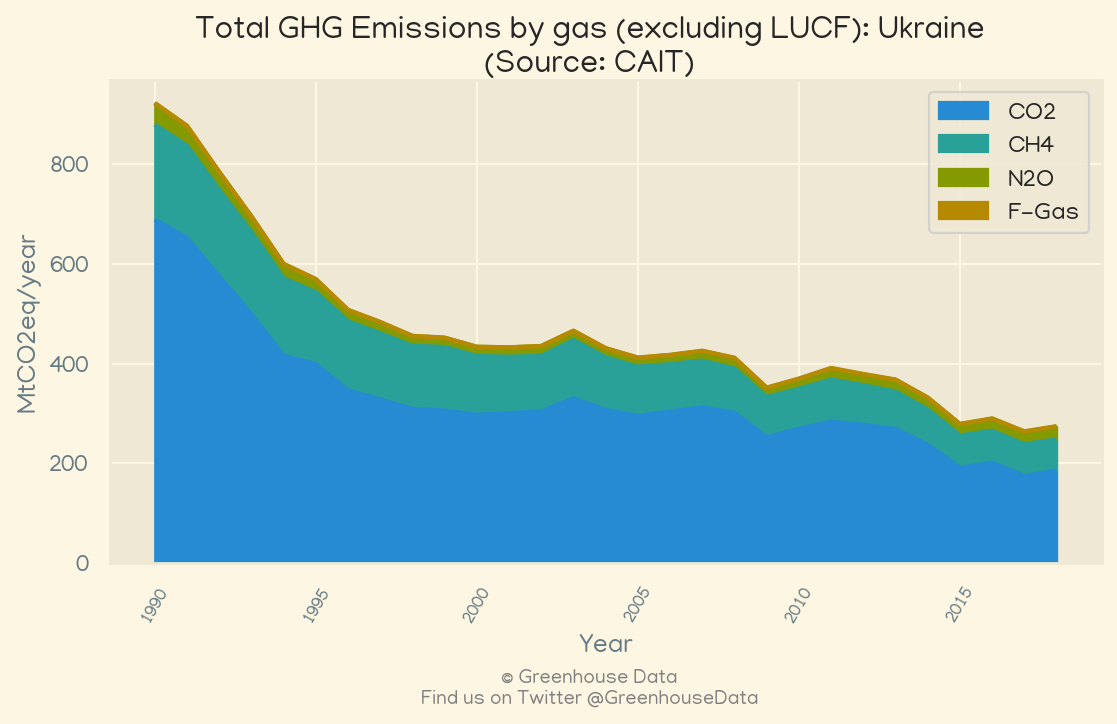 Total GHG Emissions by gas (excluding LUCF): Ukraine
(Source: CAIT)
CO2
CH4
N2O
F-Gas
MtCO2eq/year
800
600
400
200
0
1990
1995
2000
2005
2010
2015
Year
© Greenhouse Data
Find us on Twitter @GreenhouseData